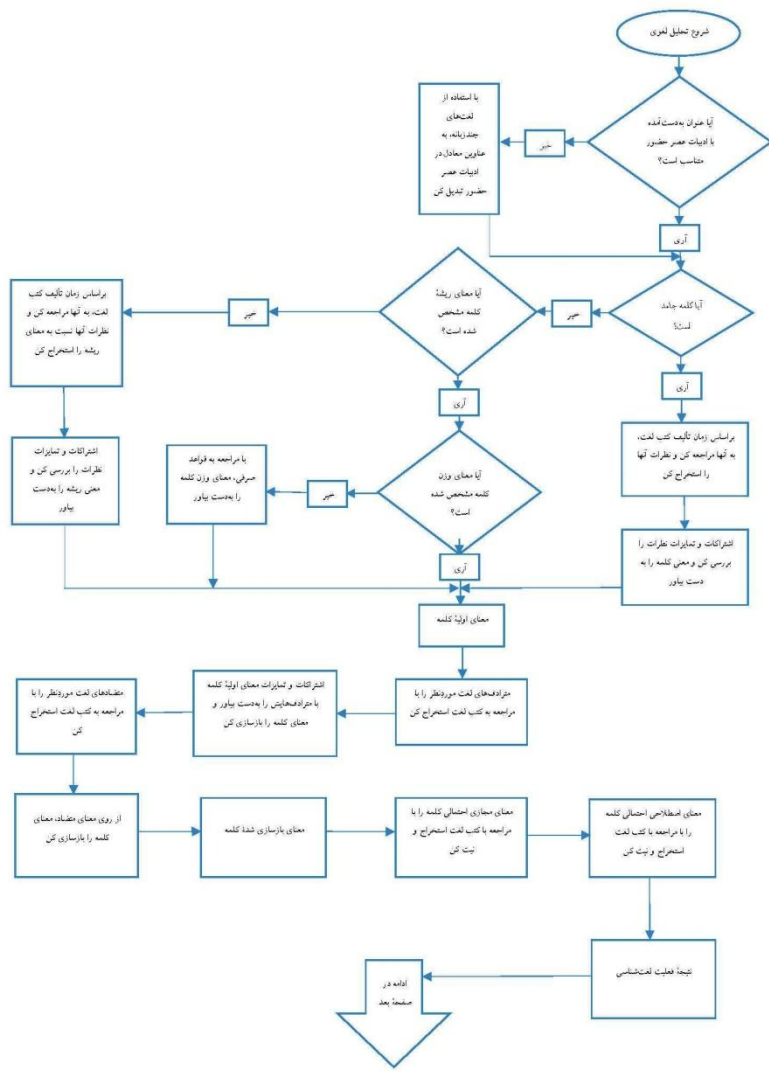 شروع تحلیل لغوی
آیا عنوان به‌دست آمده
با ادبیات عصر حضور
متناسب است؟
خیر
با استفاده از
لغت‌های
چندزبانه، به
عناوین معادل در
ادبیات عصر
حضور تبدیل کن
آری
آیا کلمه جامد
است؟
خیر
آیا معنای ریشۀ
کلمه مشخص
شده است؟
خیر
براساس زمان تألیف کتب
لغت، به آنها مراجعه کن و
نظرات آنها نسبت به معنای
ریشه را استخراج کن
آری
آری
براساس زمان تألیف کتب لغت،
به آنها مراجعه کن و نظرات آنها
را استخراج کن
آیا معنای وزن
کلمه مشخص شده
است؟
خیر
با مراجعه به قواعد
صرفی، معنای وزن کلمه
را به‌دست بیاور
اشتراکات و تمایزات
نظرات را بررسی کن و
معنی ریشه را به‌دست
بیاور
اشتراکات و تمایزات نظرات را
بررسی کن و معنی کلمه را به
دست بیاور
آری
معنای اولیۀ کلمه
مترادف‌های لغت موردنظر را با
مراجعه به کتب لغت استخراج کن
اشتراکات و تمایزات معنای اولیۀ کلمه
با مترادف‌هایش را به‌دست بیاور و
معنای کلمه را بازسازی کن
متضادهای لغت موردنظر را با
مراجعه به کتب لغت استخراج
کن
از روی معنای متضاد، معنای
کلمه را بازسازی کن
معنای بازسازی شدۀ کلمه
معنای مجازی احتمالی کلمه را با
مراجعه با کتب لغت استخراج و
ثبت کن
معنای اصطلاحی احتمالی کلمه
را با مراجعه با کتب لغت
استخراج و ثبت کن
نتیجۀ فعالیت لغت‌شناسی
ادامه در
صفحۀ بعد